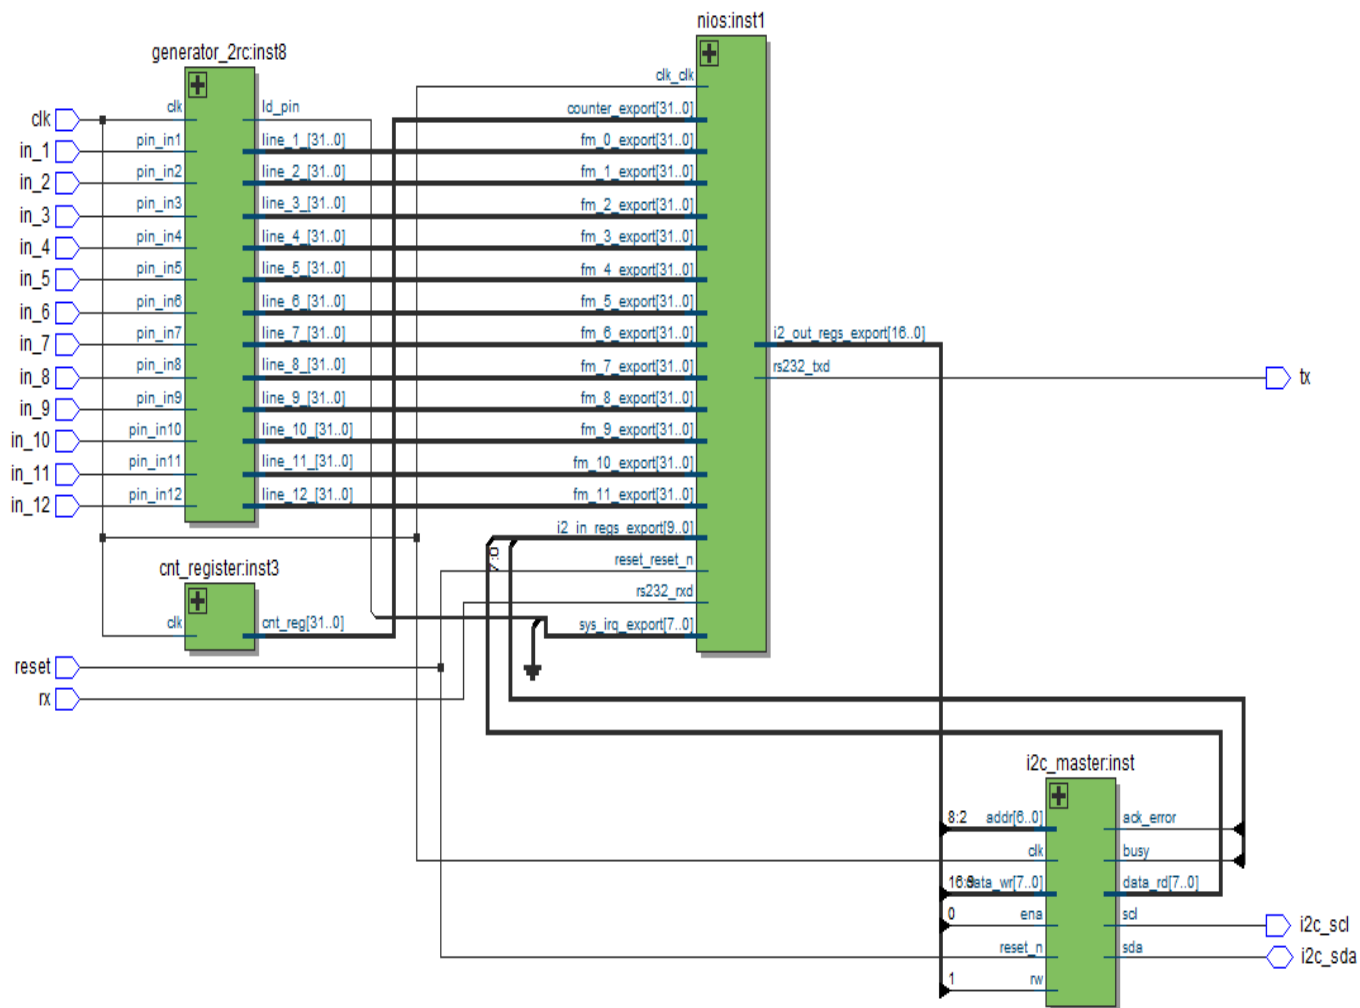 nios:inst1
generator_2rc:inst8
clk_clk
clk
clk
ld_pin
counter_export[31..0]
in_1
pin_in1
line_1_[31..0]
fm_0_export[31..0]
in_2
pin_in2
line_2_[31..0]
fm_1_export[31..0]
in_3
pin_in3
line_3_[31..0]
fm_2_export[31..0]
in_4
pin_in4
line_4_[31..0]
fm_3_export[31..0]
in_5
pin_in5
line_5_[31..0]
fm_4_export[31..0]
in_6
pin_in6
line_6_[31..0]
fm_5_export[31..0]
in_7
pin_in7
line_7_[31..0]
fm_6_export[31..0]
i2_out_regs_export[16..0]
in_8
pin_in8
line_8_[31..0]
fm_7_export[31..0]
rs232_txd
tx
in_9
pin_in9
line_9_[31..0]
fm_8_export[31..0]
in_10
pin_in10
line_10_[31..0]
fm_9_export[31..0]
in_11
pin_in11
line_11_[31..0]
fm_10_export[31..0]
in_12
pin_in12
line_12_[31..0]
fm_11_export[31..0]
i2_in_regs_export[9..0]
7:0
cnt_register:inst3
reset_reset_n
rs232_rxd
clk
cnt_reg[31..0]
sys_irq_export[7..0]
reset
rx
i2c_master:inst
8:2
addr[6..0]
ack_error
clk
busy
16:9
data_wr[7..0]
data_rd[7..0]
0
ena
scl
i2c_scl
reset_n
sda
i2c_sda
1
rw